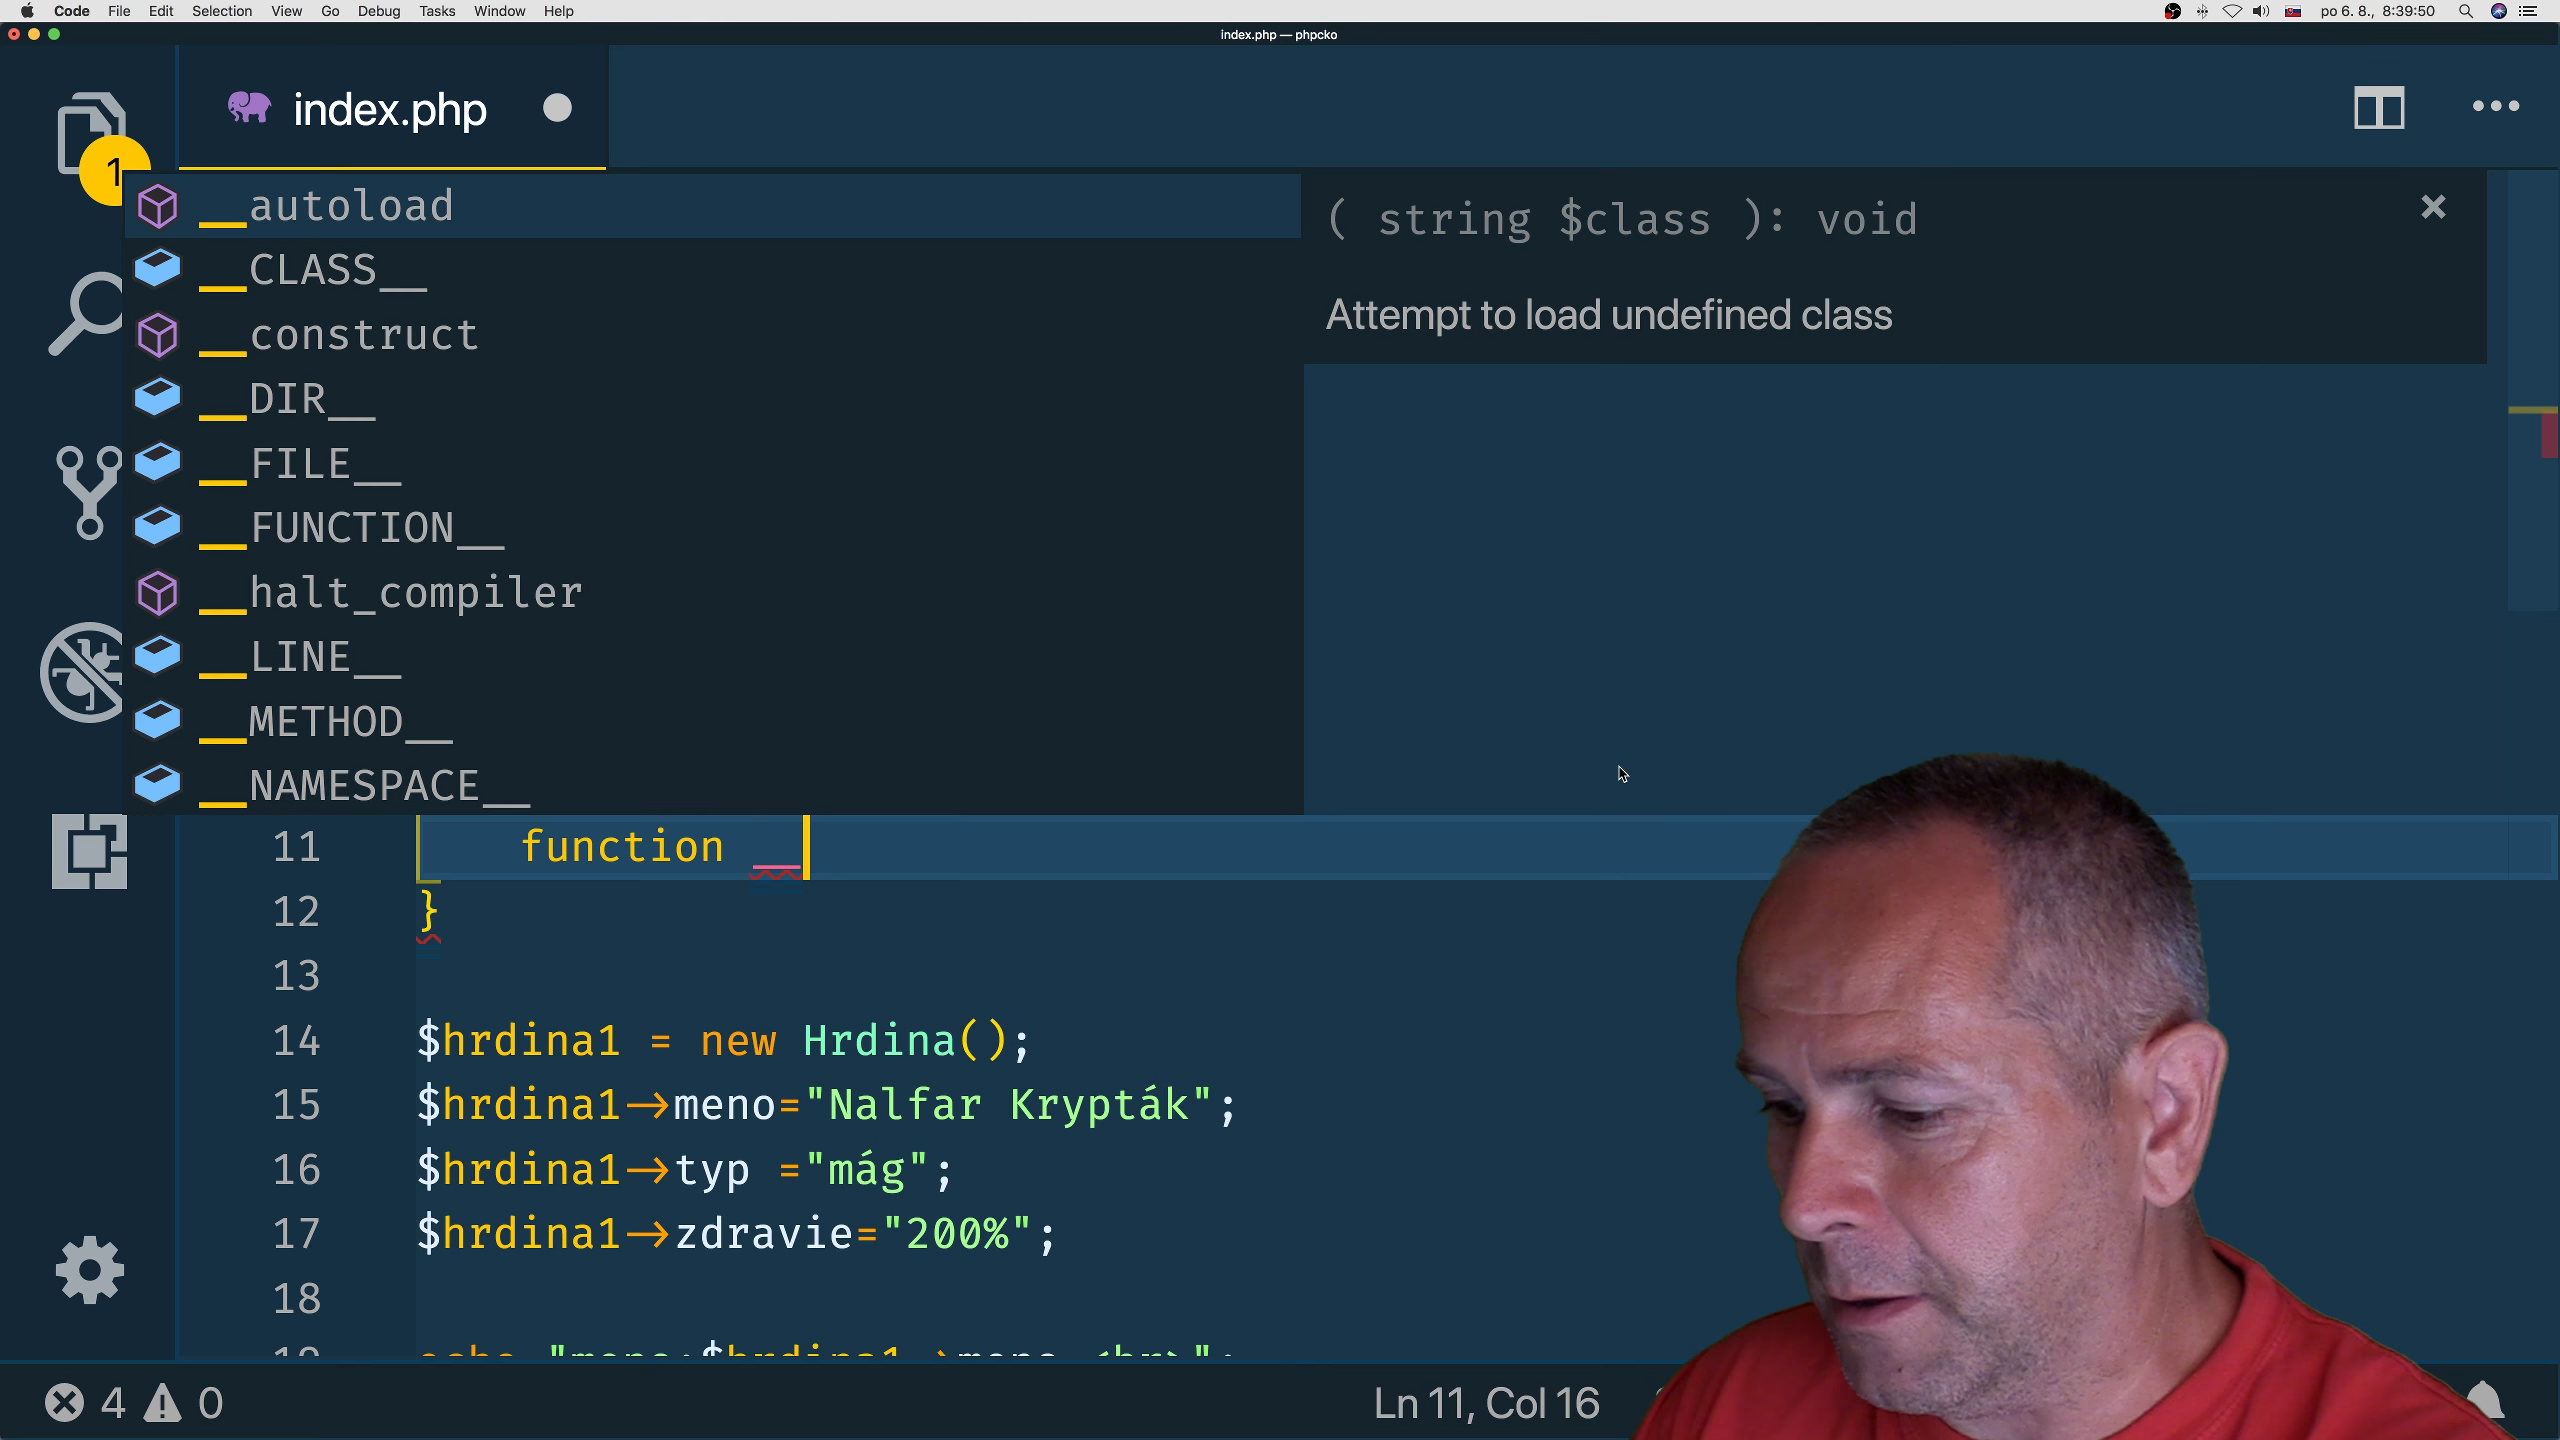 Code File Edit Selection View Go Debug Tasks Window Help
po 6. 8., 8:39:50
index.php — phpcko
index.php
1
__autoload
( string $class ): void
Attempt to load undefined class
__CLASS__
__construct
__DIR__
__FILE__
__FUNCTION__
__halt_compiler
__LINE__
__METHOD__
__NAMESPACE__
11 function __
12 }
13
14 $hrdina1 = new Hrdina();
15 $hrdina1->meno="Nalfar Krypták";
16 $hrdina1->typ ="mág";
17 $hrdina1->zdravie="200%";
18
4 0
Ln 11, Col 16